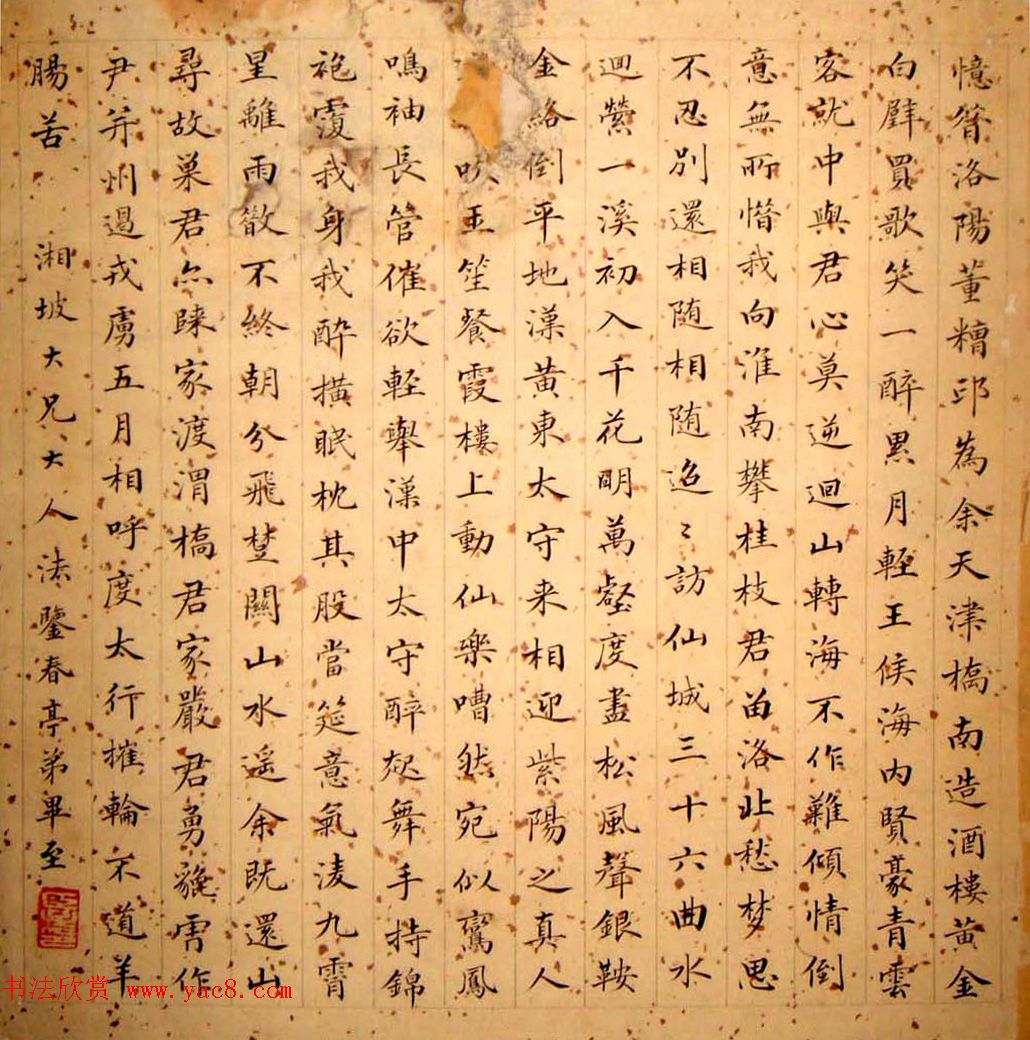 憶昔洛陽董糟邱為余天津橋南造酒樓黃金
白璧買歌笑一醉累月輕王侯海內賢豪青雲
客就中與君心莫逆迴山轉海不作難傾情倒
意無所惜我向淮南攀桂枝君留洛北愁梦思
不忍別還相随相随迢〻訪仙城三十六曲水
迴縈一溪初入千花明萬壑度盡松風聲銀鞍
金絡倒平地漢黃東太守来相迎紫陽之真人
吹玉笙餐霞樓上動仙樂嘈然宛似鸞鳳
鳴袖長管催欲輕舉漢中太守醉起舞手持錦
袍覆我身我醉橫眠枕其股當筵意氣淩九霄
星離雨散不終朝分飛楚關山水遥余既還山
尋故巢君亦歸家渡渭橋君家嚴君勇貔虎作
尹并州遏戎虜五月相呼度太行摧輪不道羊
腸苦 湘坡大兄大人法鑒春亭弟畢至
书法欣赏 www.yac8.com